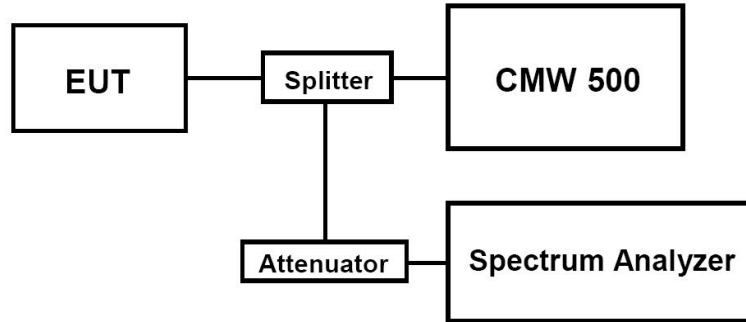 EUT
Splitter
CMW 500
Attenuator
Spectrum Analyzer